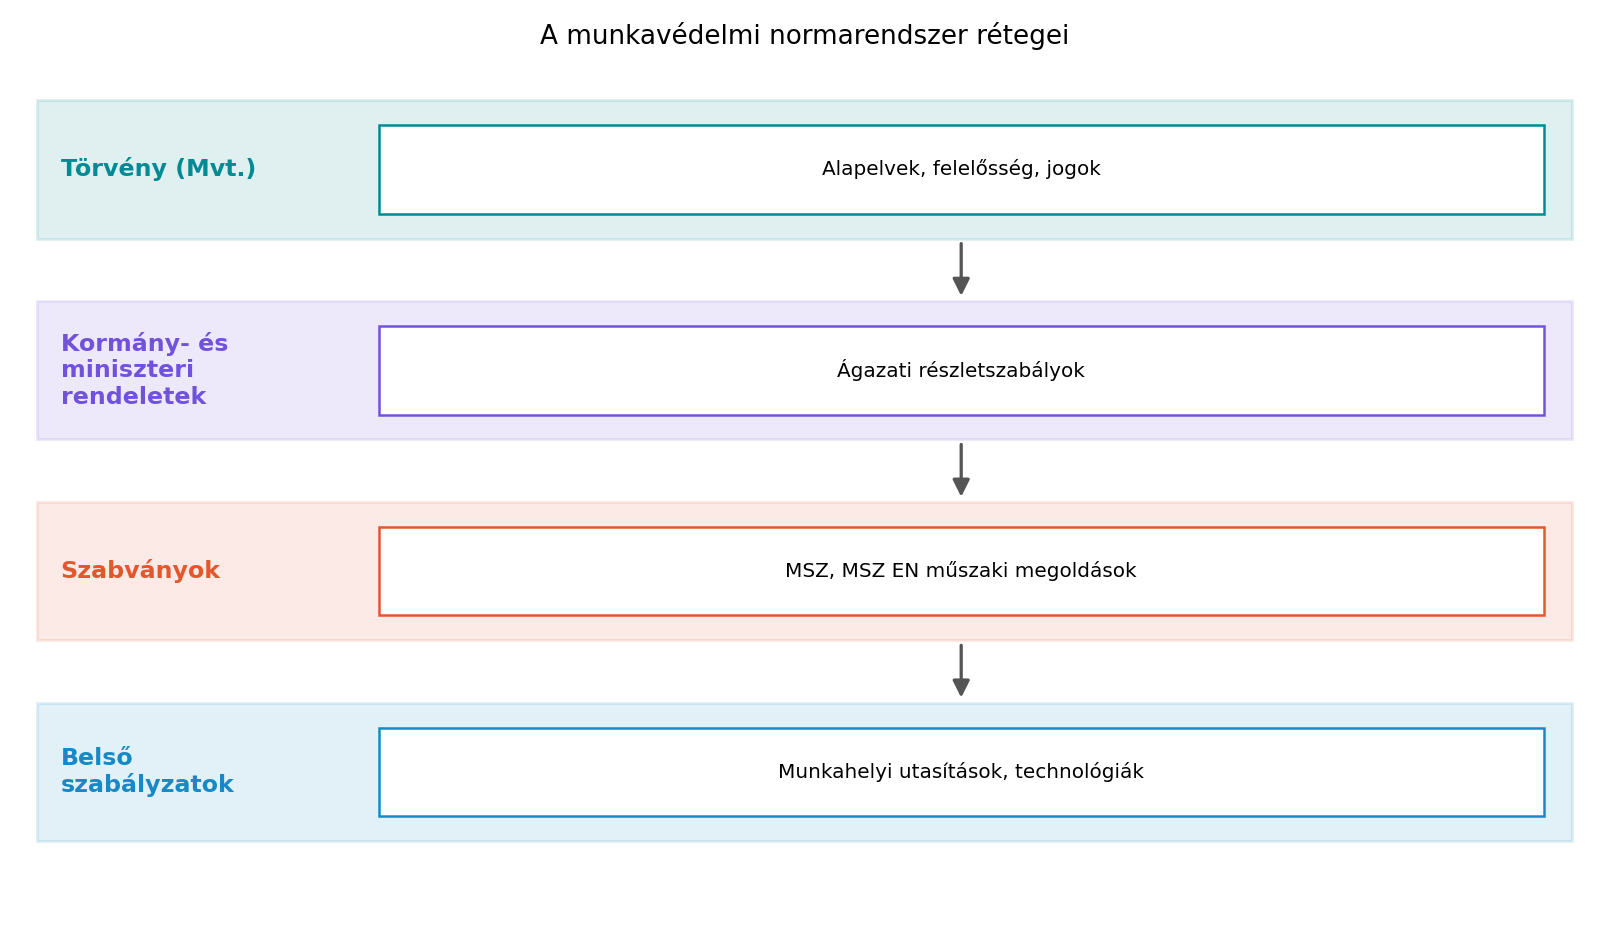 A munkavédelmi normarendszer rétegei
Törvény (Mvt.)
Alapelvek, felelősség, jogok
Kormány- és
miniszteri
rendeletek
Ágazati részletszabályok
Szabványok
MSZ, MSZ EN műszaki megoldások
Belső
szabályzatok
Munkahelyi utasítások, technológiák